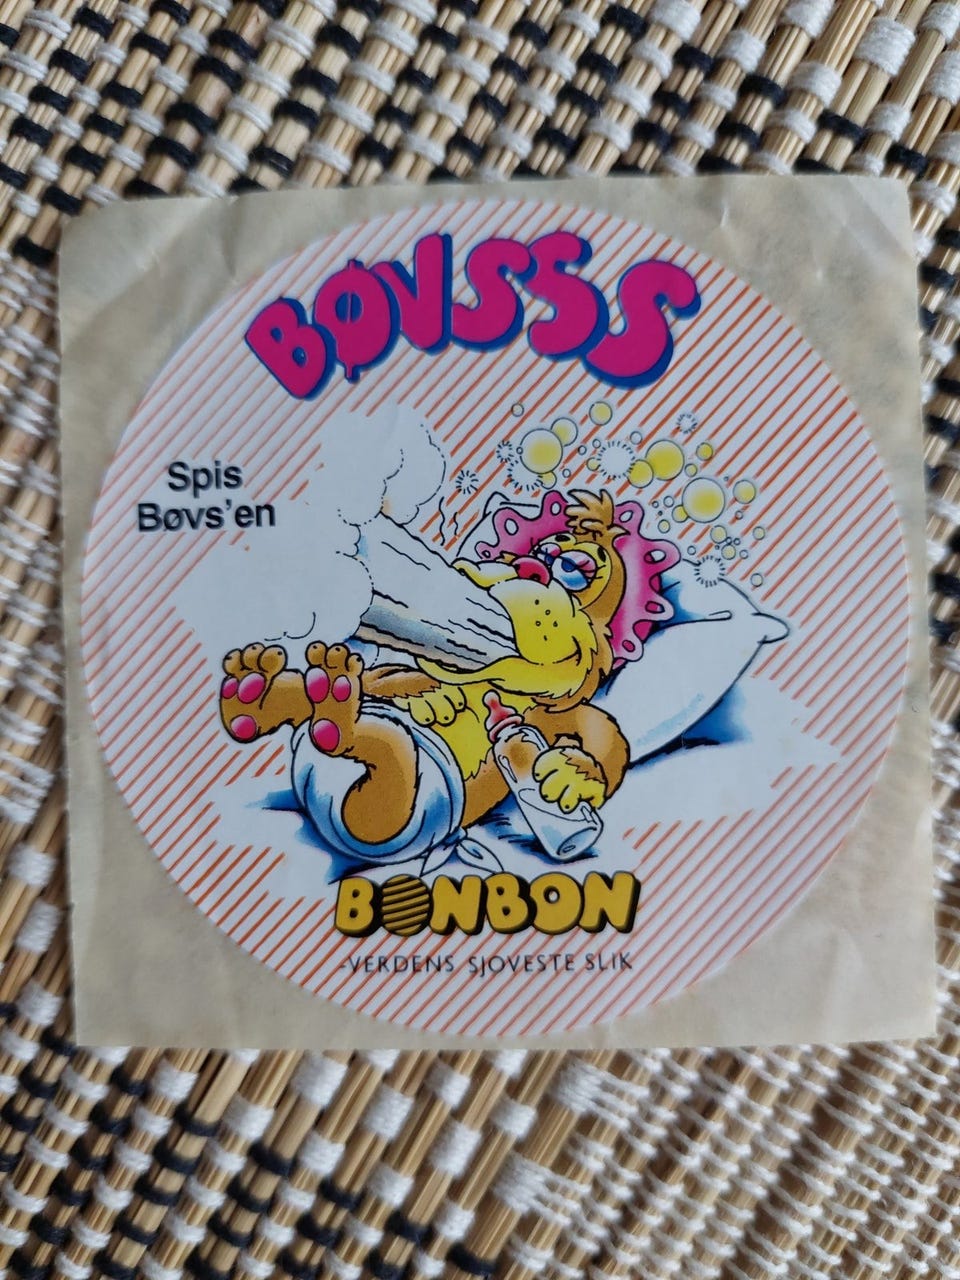 BØVSSS
Spis
Bøvs'en
BONBON
-VERDENS SJOVESTE SLIK